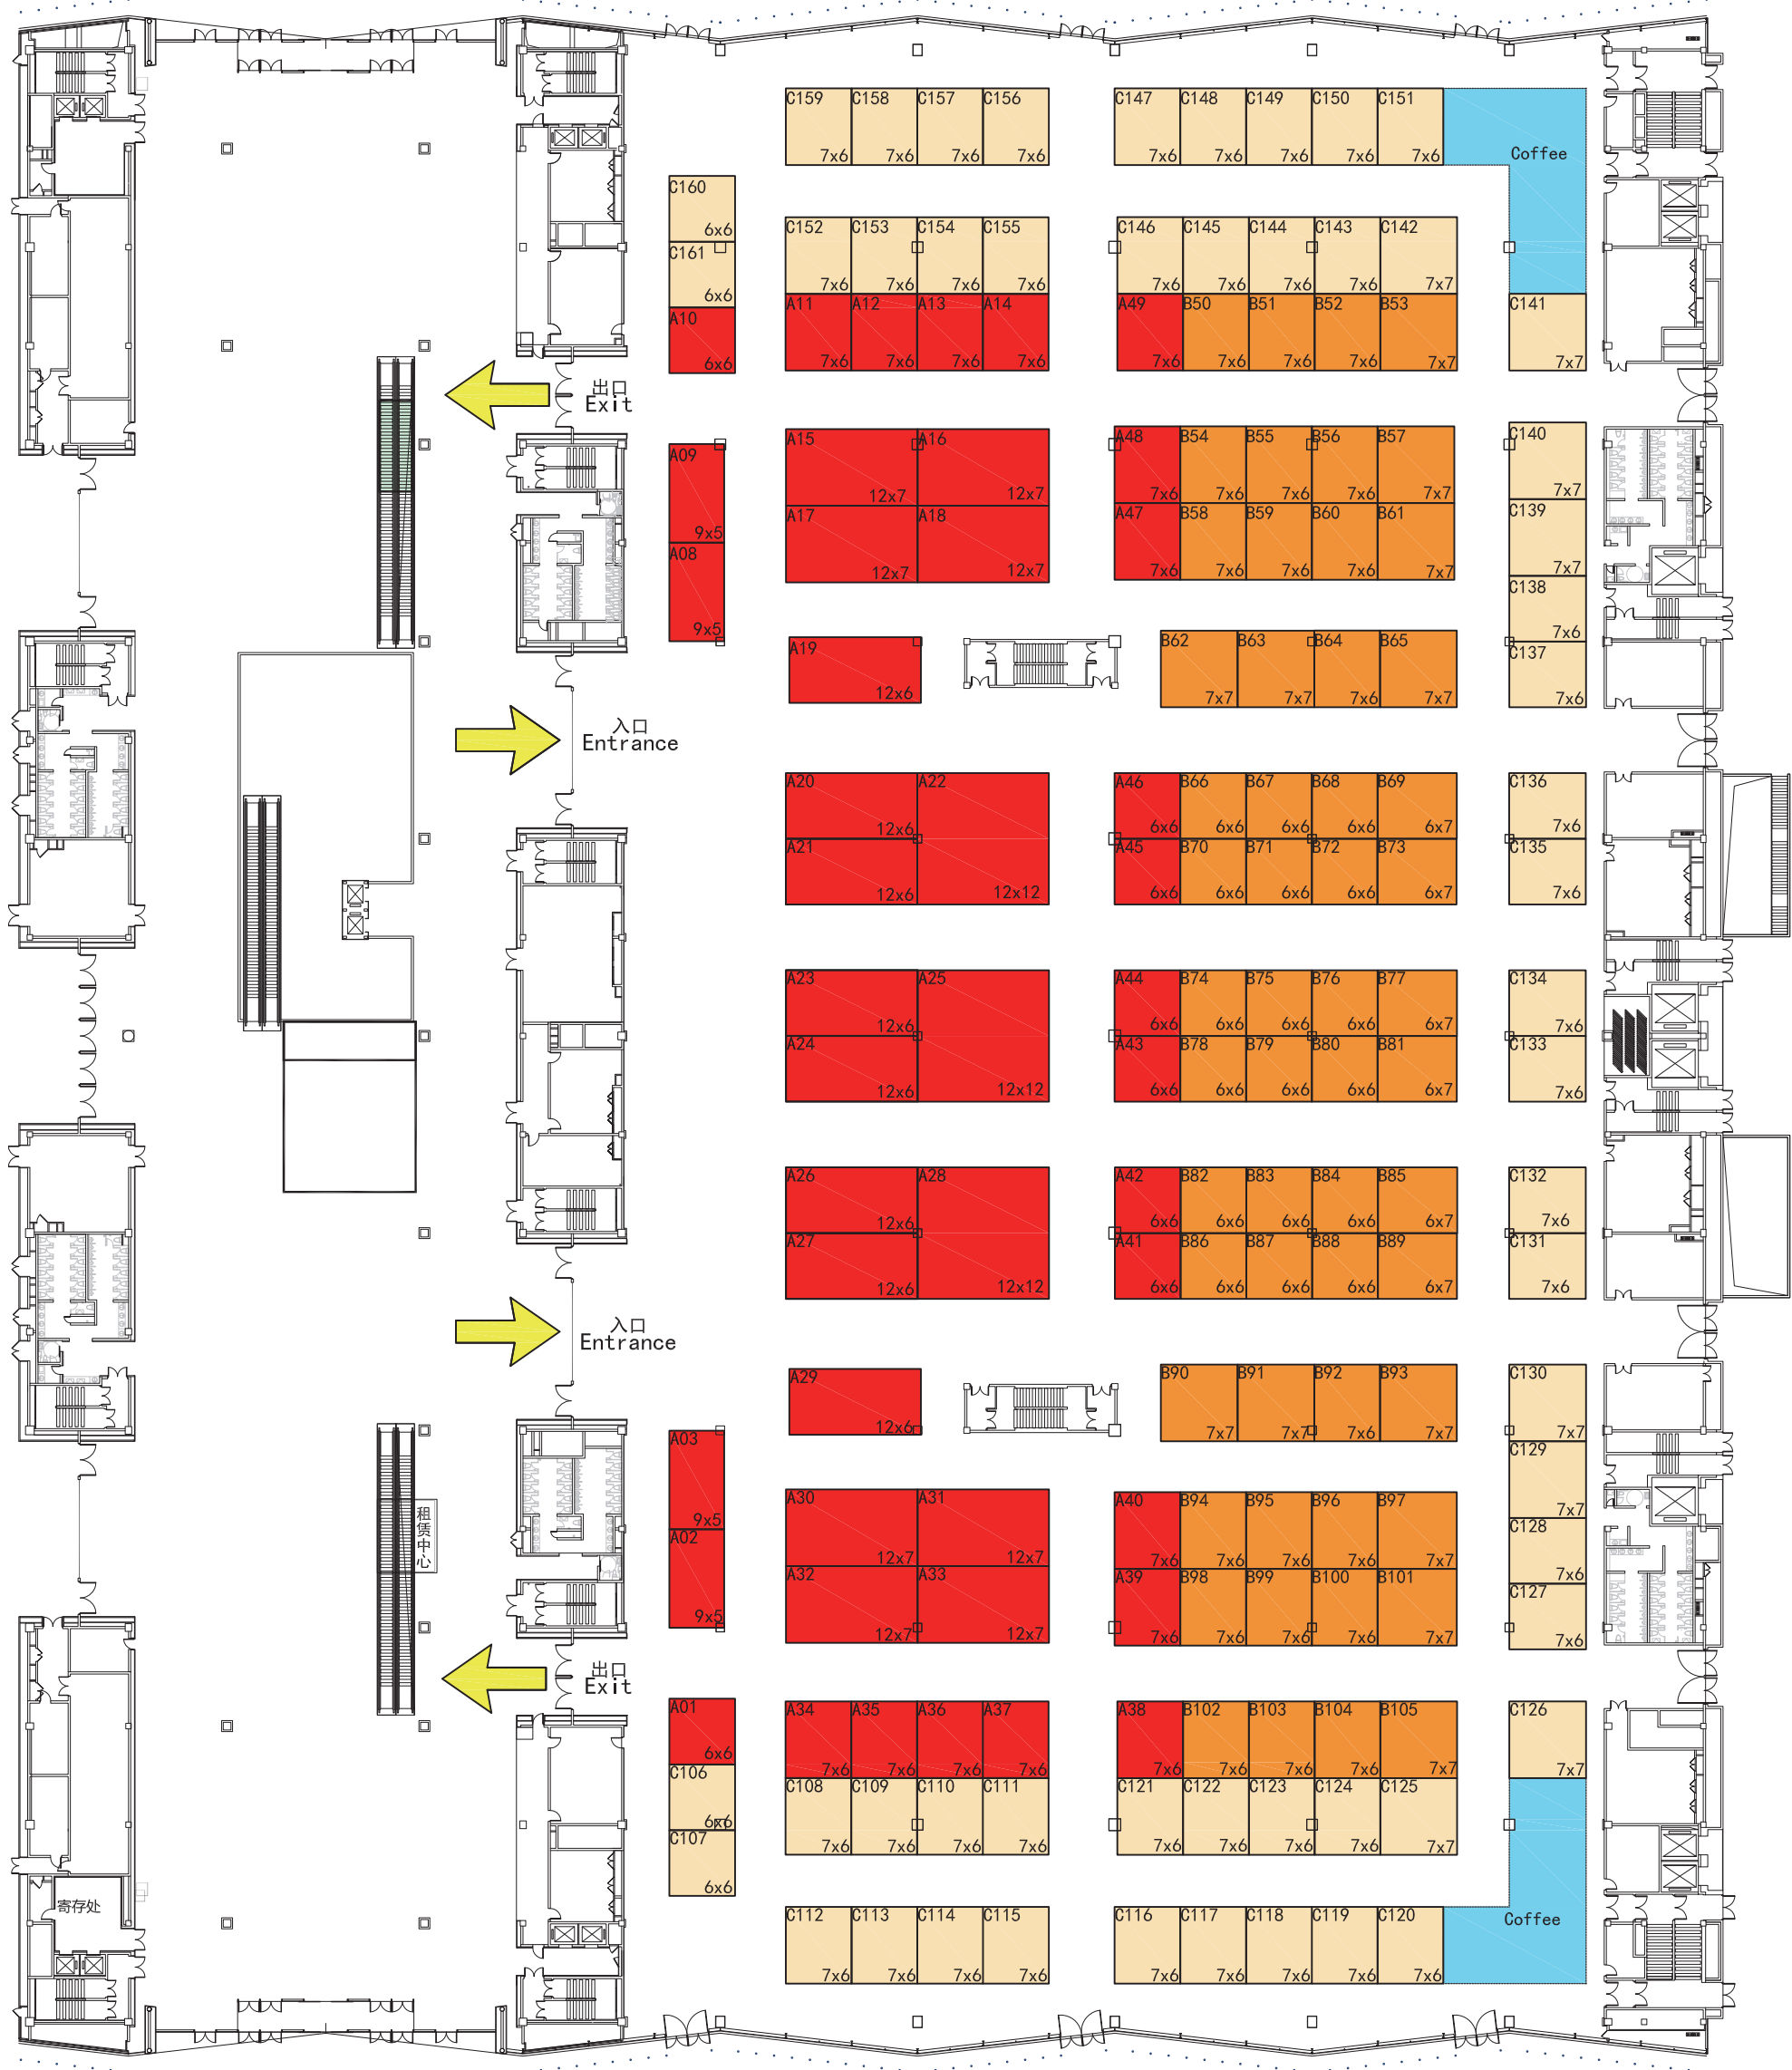 C159 C158 C157 C156 C147 C148 C149 C150 C151
7x6 7x6 7x6 7x6 7x6 7x6 7x6 7x6 7x6
Coffee
C160
6x6
C161
6x6
C152 C153 C154 C155 C146 C145 C144 C143 C142
7x6 7x6 7x6 7x6 7x6 7x6 7x6 7x6 7x7
A10
6x6
A11 A12 A13 A14 A49 B50 B51 B52 B53 C141
7x6 7x6 7x6 7x6 7x6 7x6 7x6 7x6 7x7 7x7
出口
Exit
A09
9x5
A08
9x5
A15 A16 A48 B54 B55 B56 B57 C140
12x7 12x7 7x6 7x6 7x6 7x6 7x7 7x7
A17 A18 A47 B58 B59 B60 B61 C139
12x7 12x7 7x6 7x6 7x6 7x6 7x7 7x7
C138
7x6
A19 B62 B63 B64 B65 C137
12x6 7x7 7x7 7x6 7x7 7x6
入口
Entrance
A20 A22 A46 B66 B67 B68 B69 C136
12x6 6x6 6x6 6x6 6x6 6x7 7x6
A21 A45 B70 B71 B72 B73 C135
12x6 12x12 6x6 6x6 6x6 6x6 6x7 7x6
A23 A25 A44 B74 B75 B76 B77 C134
12x6 6x6 6x6 6x6 6x6 6x7 7x6
A24 A43 B78 B79 B80 B81 C133
12x6 12x12 6x6 6x6 6x6 6x6 6x7 7x6
A26 A28 A42 B82 B83 B84 B85 C132
12x6 6x6 6x6 6x6 6x6 6x7 7x6
A27 A41 B86 B87 B88 B89 C131
12x6 12x12 6x6 6x6 6x6 6x6 6x7 7x6
入口
Entrance
A29 B90 B91 B92 B93 C130
12x6 7x7 7x7 7x6 7x7 7x7
A03
9x5
A02
9x5
租赁中心
C129
7x7
A30 A31 A40 B94 B95 B96 B97 C128
12x7 12x7 7x6 7x6 7x6 7x6 7x7 7x6
A32 A33 A39 B98 B99 B100 B101 C127
12x7 12x7 7x6 7x6 7x6 7x6 7x7 7x6
出口
Exit
A01
6x6
A34 A35 A36 A37 A38 B102 B103 B104 B105 C126
7x6 7x6 7x6 7x6 7x6 7x6 7x6 7x6 7x7 7x7
C106
6x6
C108 C109 C110 C111 C121 C122 C123 C124 C125
7x6 7x6 7x6 7x6 7x6 7x6 7x6 7x6 7x7
C107
6x6
寄存处
C112 C113 C114 C115 C116 C117 C118 C119 C120
7x6 7x6 7x6 7x6 7x6 7x6 7x6 7x6 7x6
Coffee